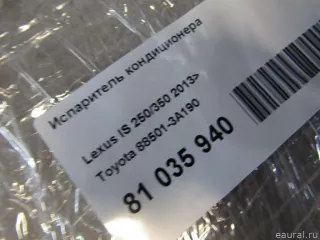 Испаритель кондиционера
Lexus IS 250/350 2013>
Toyota 88501-3A190
81 035 940
eaural.ru